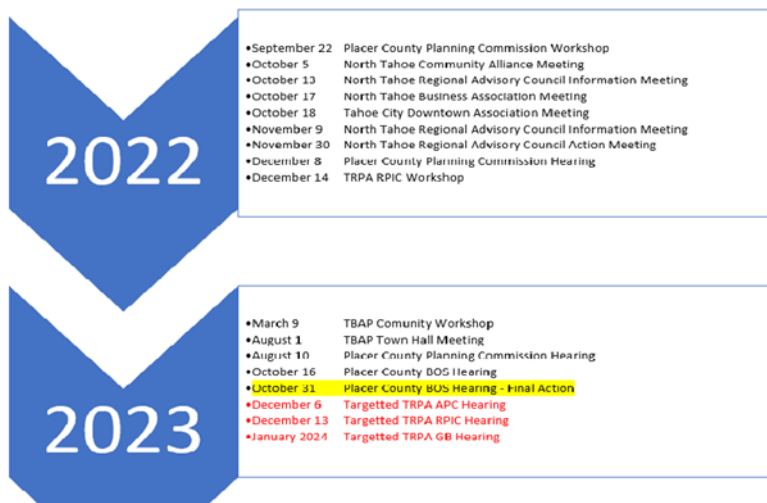 2022
•September 22 Placer County Planning Commission Workshop
•October 5 North Tahoe Community Alliance Meeting
•October 13 North Tahoe Regional Advisory Council Information Meeting
•October 17 North Tahoe Business Association Meeting
•October 18 Tahoe City Downtown Association Meeting
•November 9 North Tahoe Regional Advisory Council Information Meeting
•November 30 North Tahoe Regional Advisory Council Action Meeting
•December 8 Placer County Planning Commission Hearing
•December 14 TRPA RPIC Workshop
2023
•March 9 TBAP Comunity Workshop
•August 1 TBAP Town Hall Meeting
•August 10 Placer County Planning Commission Hearing
•October 16 Placer County BOS Hearing
•October 31 Placer County BOS Hearing - Final Action
•December 6 Targetted TRPA APC Hearing
•December 13 Targetted TRPA RPIC Hearing
•January 2024 Targetted TRPA GB Hearing